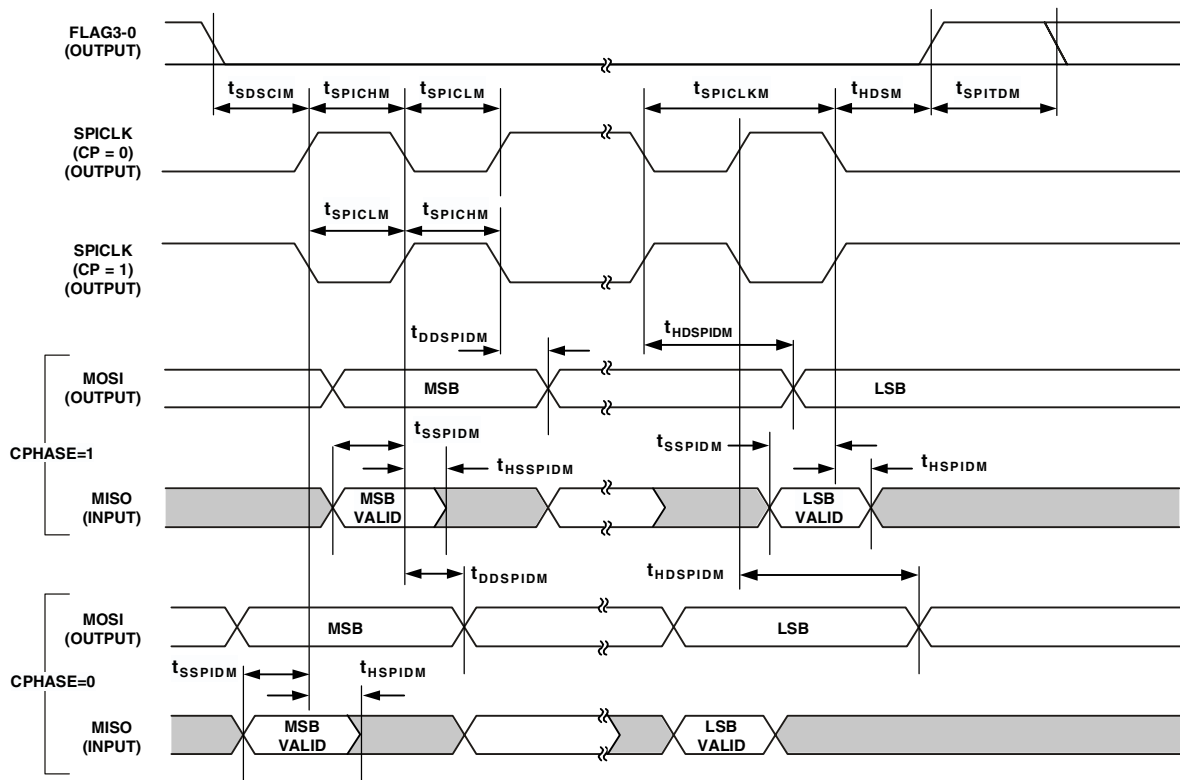 FLAG3-0
(OUTPUT)
tSDSCIM tSPICHM tSPICLM tSPICLKM tHDSM tSPITDM
SPICLK
(CP = 0)
(OUTPUT)
tSPICLM tSPICHM
SPICLK
(CP = 1)
(OUTPUT)
tDDSPIDM tHDSPIDM
CPHASE=1
MOSI
(OUTPUT)
MSB LSB
tSSPIDM tSSPIDM
tHSSPIDM tHSPIDM
MISO
(INPUT)
MSB
VALID
LSB
VALID
tDDSPIDM tHDSPIDM
CPHASE=0
MOSI
(OUTPUT)
MSB LSB
tSSPIDM tHSPIDM
MISO
(INPUT)
MSB
VALID
LSB
VALID